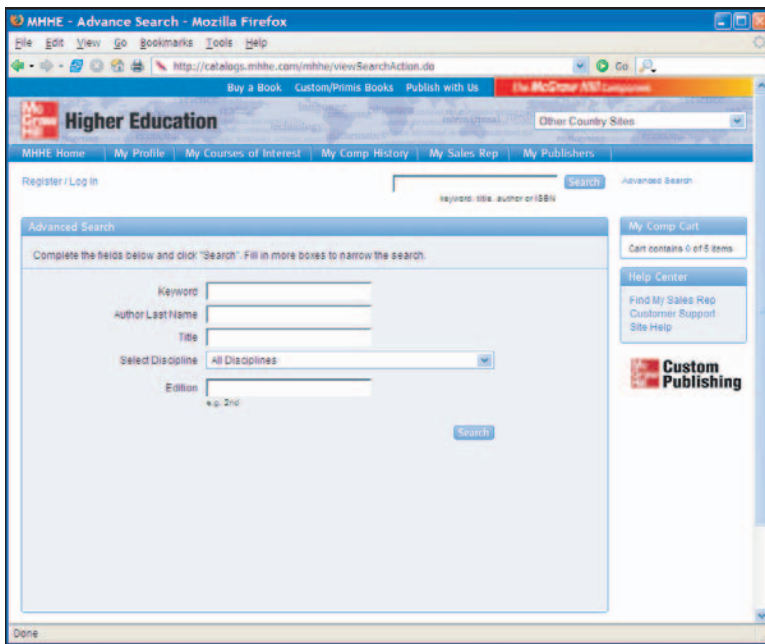 MHHE - Advance Search - Mozilla Firefox
File Edit View Go Bookmarks Tools Help
http://catalogs.mhhe.com/mhhe/viewSearchAction.do Go
Buy a Book Custom/Primis Books Publish with Us The McGraw Hill Companies
Mc Graw Hill Higher Education Other Country Sites
MHHE Home My Profile My Courses of Interest My Comp History My Sales Rep My Publishers
Register / Log In Search Advanced Search
keyword, title, author or ISBN
Advanced Search
Complete the fields below and click "Search". Fill in more boxes to narrow the search.
Keyword
Author Last Name
Title
Select Discipline All Disciplines
Edition
e.g. 2nd
Search
My Comp Cart
Cart contains 0 of 5 items
Help Center
Find My Sales Rep
Customer Support
Site Help
Mc Graw Hill Custom Publishing
Done